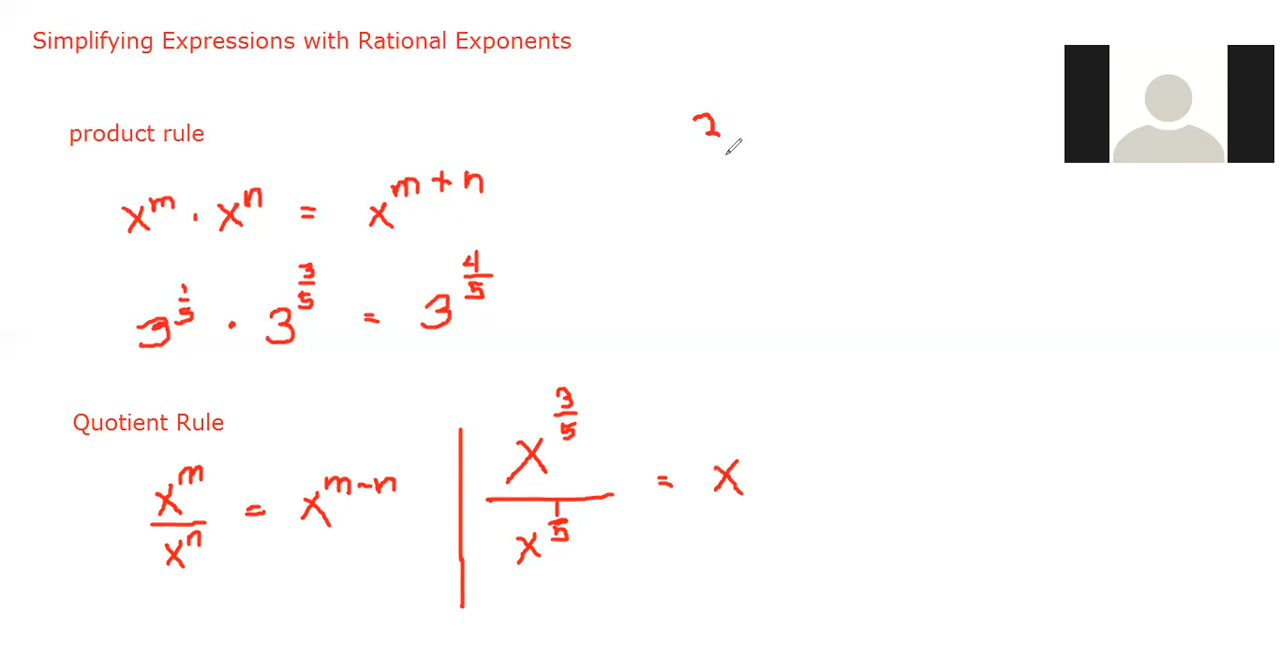 Simplifying Expressions with Rational Exponents
product rule
x^m · x^n = x^(m+n)
3^(1/5) · 3^(3/5) = 3^(4/5)
Quotient Rule
x^m / x^n = x^(m-n) | x^(3/5) / x^(1/5) = x